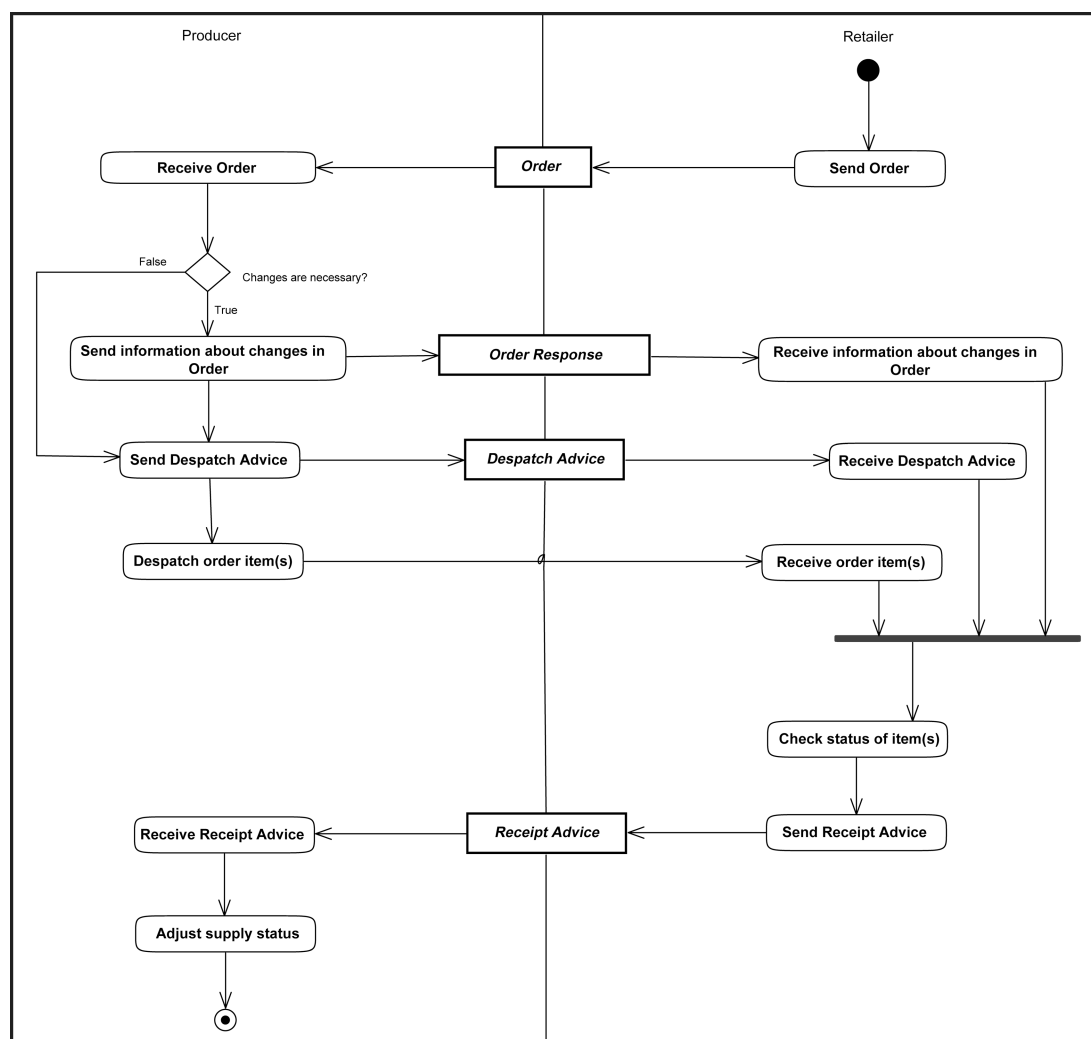 Producer
Retailer
Receive Order
Order
Send Order
False
Changes are necessary?
True
Send information about changes in
Order
Order Response
Receive information about changes in
Order
Send Despatch Advice
Despatch Advice
Receive Despatch Advice
Despatch order item(s)
Receive order item(s)
Check status of item(s)
Receive Receipt Advice
Receipt Advice
Send Receipt Advice
Adjust supply status